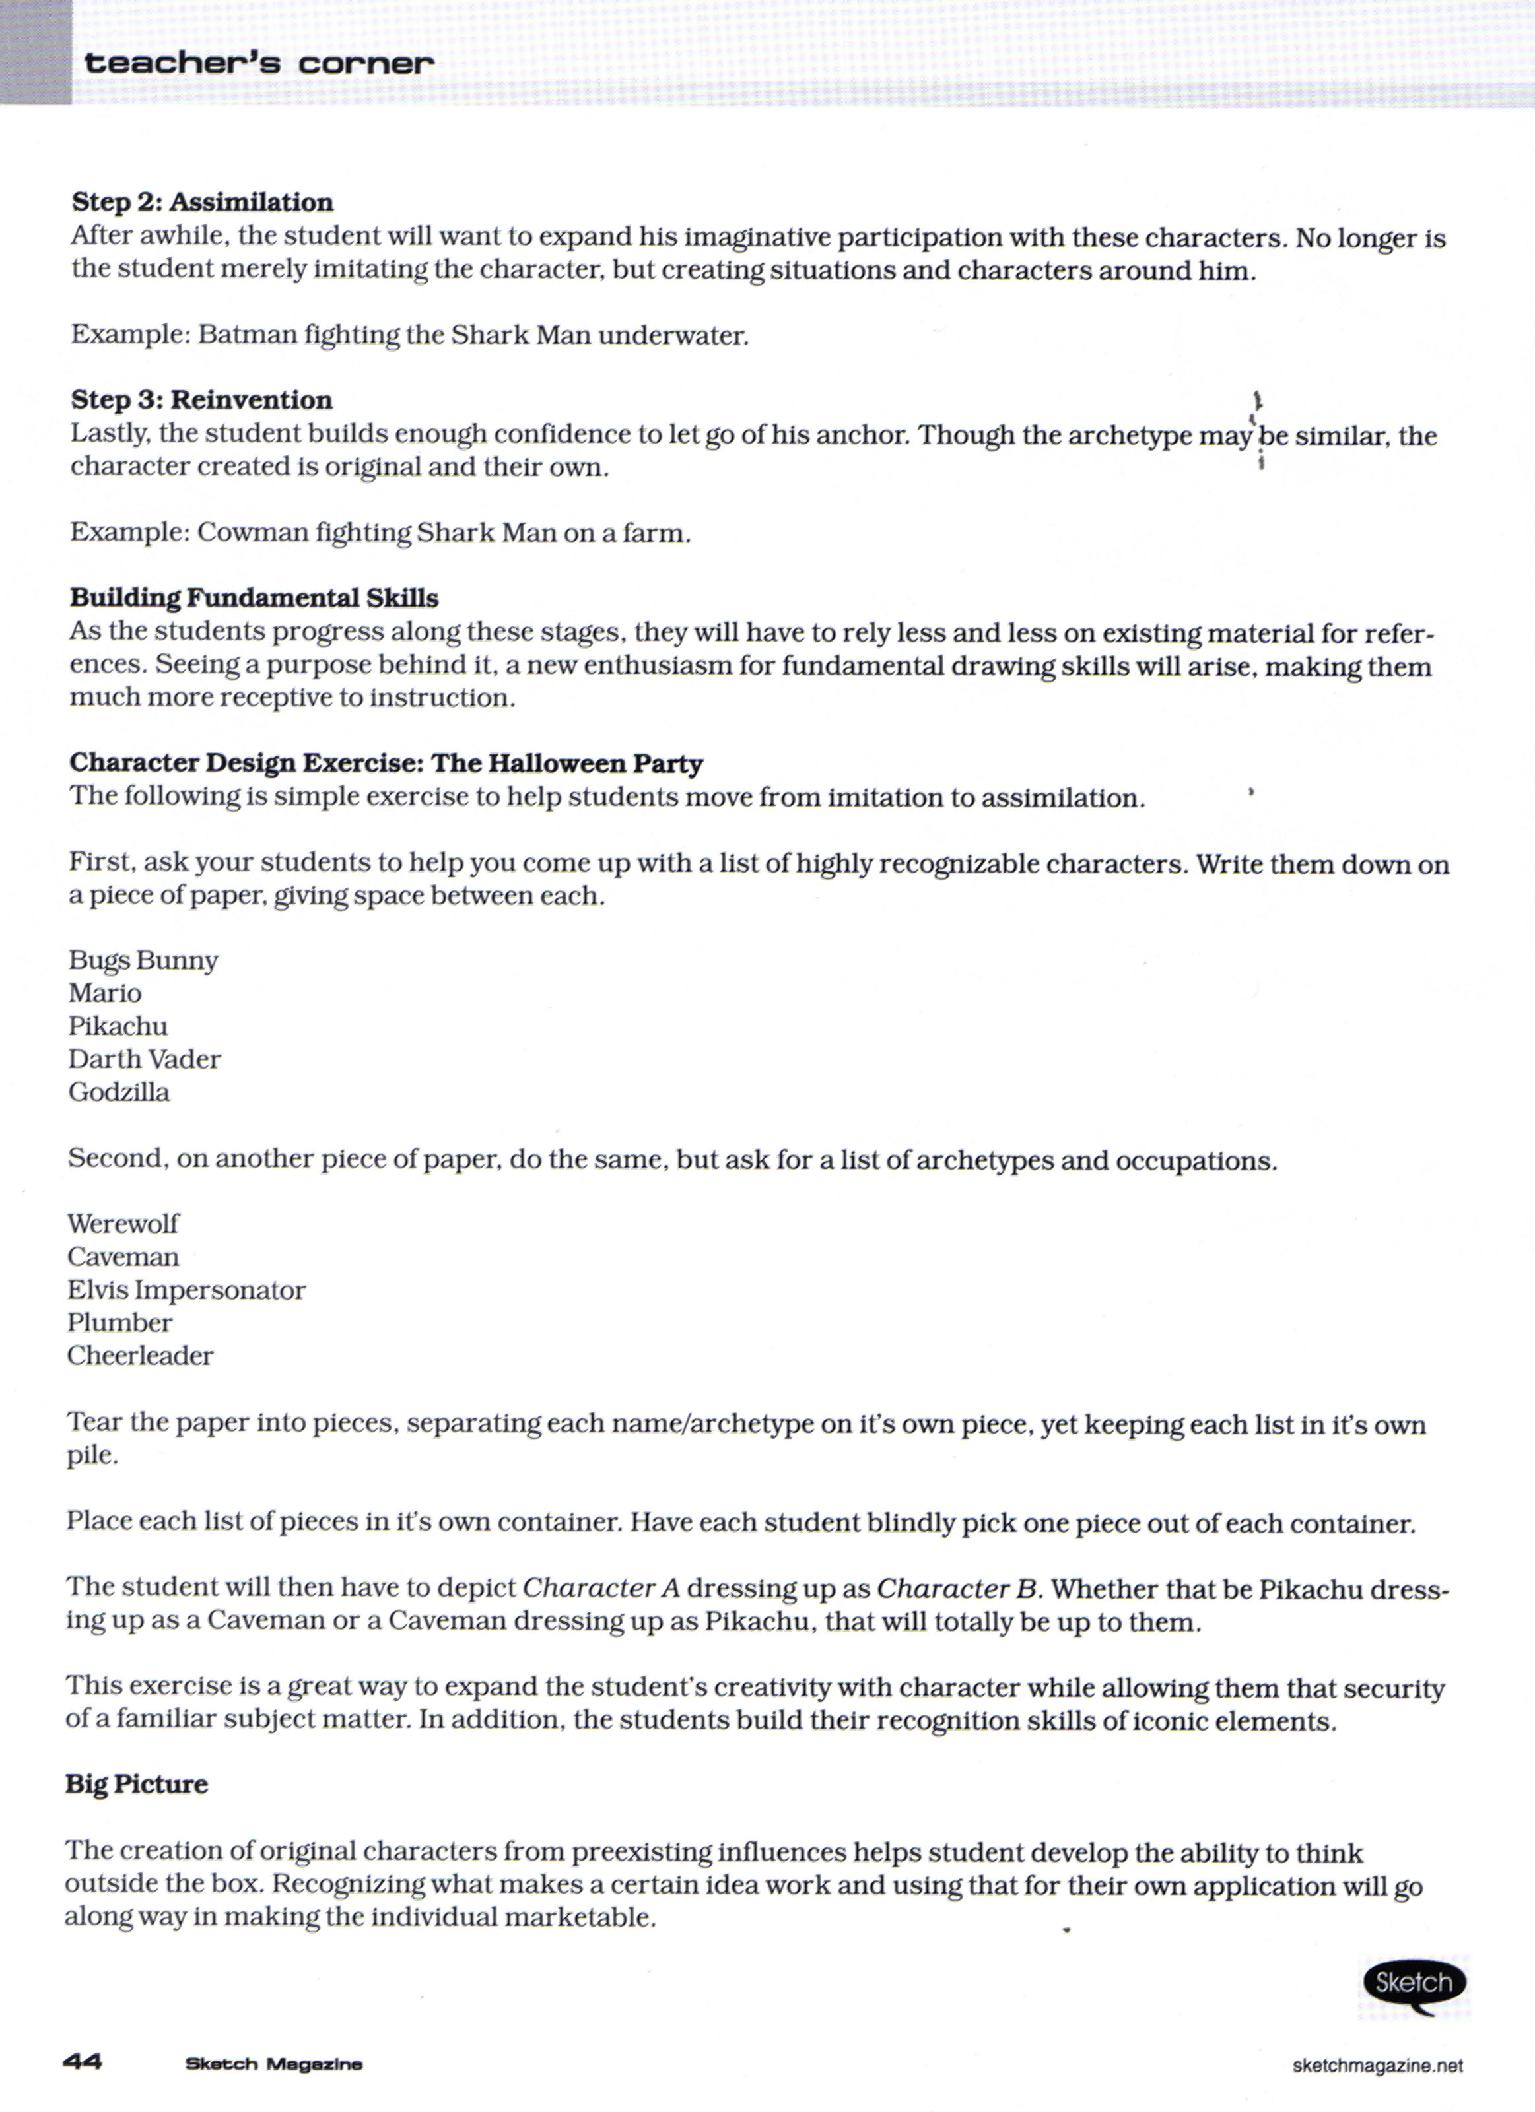 teacher's corner
Step 2: Assimilation
After awhile, the student will want to expand his imaginative participation with these characters. No longer is
the student merely imitating the character, but creating situations and characters around him.
Example: Batman fighting the Shark Man underwater.
Step 3: Reinvention
Lastly, the student builds enough confidence to let go of his anchor. Though the archetype may be similar, the
character created is original and their own.
Example: Cowman fighting Shark Man on a farm.
Building Fundamental Skills
As the students progress along these stages, they will have to rely less and less on existing material for refer-
ences. Seeing a purpose behind it, a new enthusiasm for fundamental drawing skills will arise, making them
much more receptive to instruction.
Character Design Exercise: The Halloween Party
The following is simple exercise to help students move from imitation to assimilation.
First, ask your students to help you come up with a list of highly recognizable characters. Write them down on
a piece of paper, giving space between each.
Bugs Bunny
Mario
Pikachu
Darth Vader
Godzilla
Second, on another piece of paper, do the same, but ask for a list of archetypes and occupations.
Werewolf
Caveman
Elvis Impersonator
Plumber
Cheerleader
Tear the paper into pieces, separating each name/archetype on it's own piece, yet keeping each list in it's own
pile.
Place each list of pieces in it's own container. Have each student blindly pick one piece out of each container.
The student will then have to depict Character A dressing up as Character B. Whether that be Pikachu dress-
ing up as a Caveman or a Caveman dressing up as Pikachu, that will totally be up to them.
This exercise is a great way to expand the student's creativity with character while allowing them that security
of a familiar subject matter. In addition, the students build their recognition skills of iconic elements.
Big Picture
The creation of original characters from preexisting influences helps student develop the ability to think
outside the box. Recognizing what makes a certain idea work and using that for their own application will go
along way in making the individual marketable.
Sketch
44 Sketch Magazine sketchmagazine.net